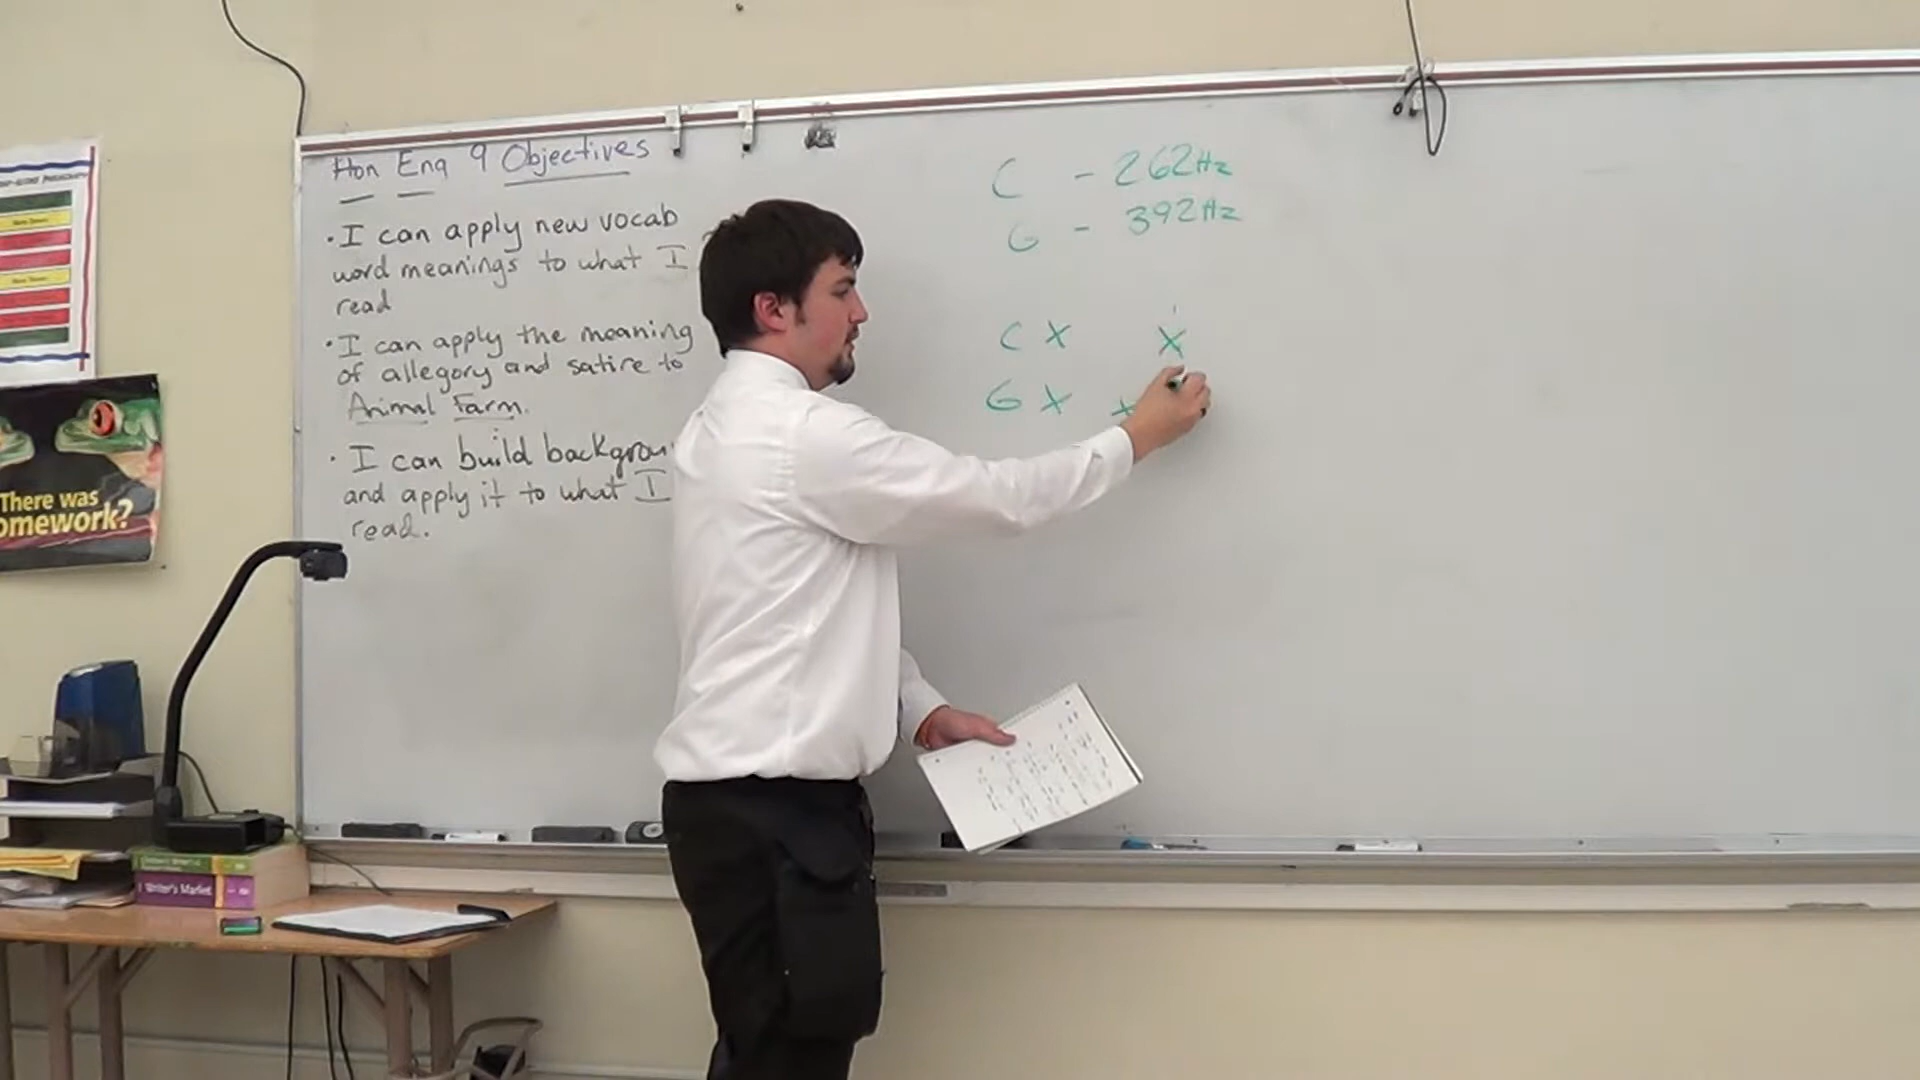 Hon Eng 9 Objectives
• I can apply new vocab
word meanings to what I
read
• I can apply the meaning
of allegory and satire to
Animal Farm.
• I can build backgrou
and apply it to what I
read.
C - 262Hz
G - 392Hz
C X X
G X x
There was
omework?
Writer's Market